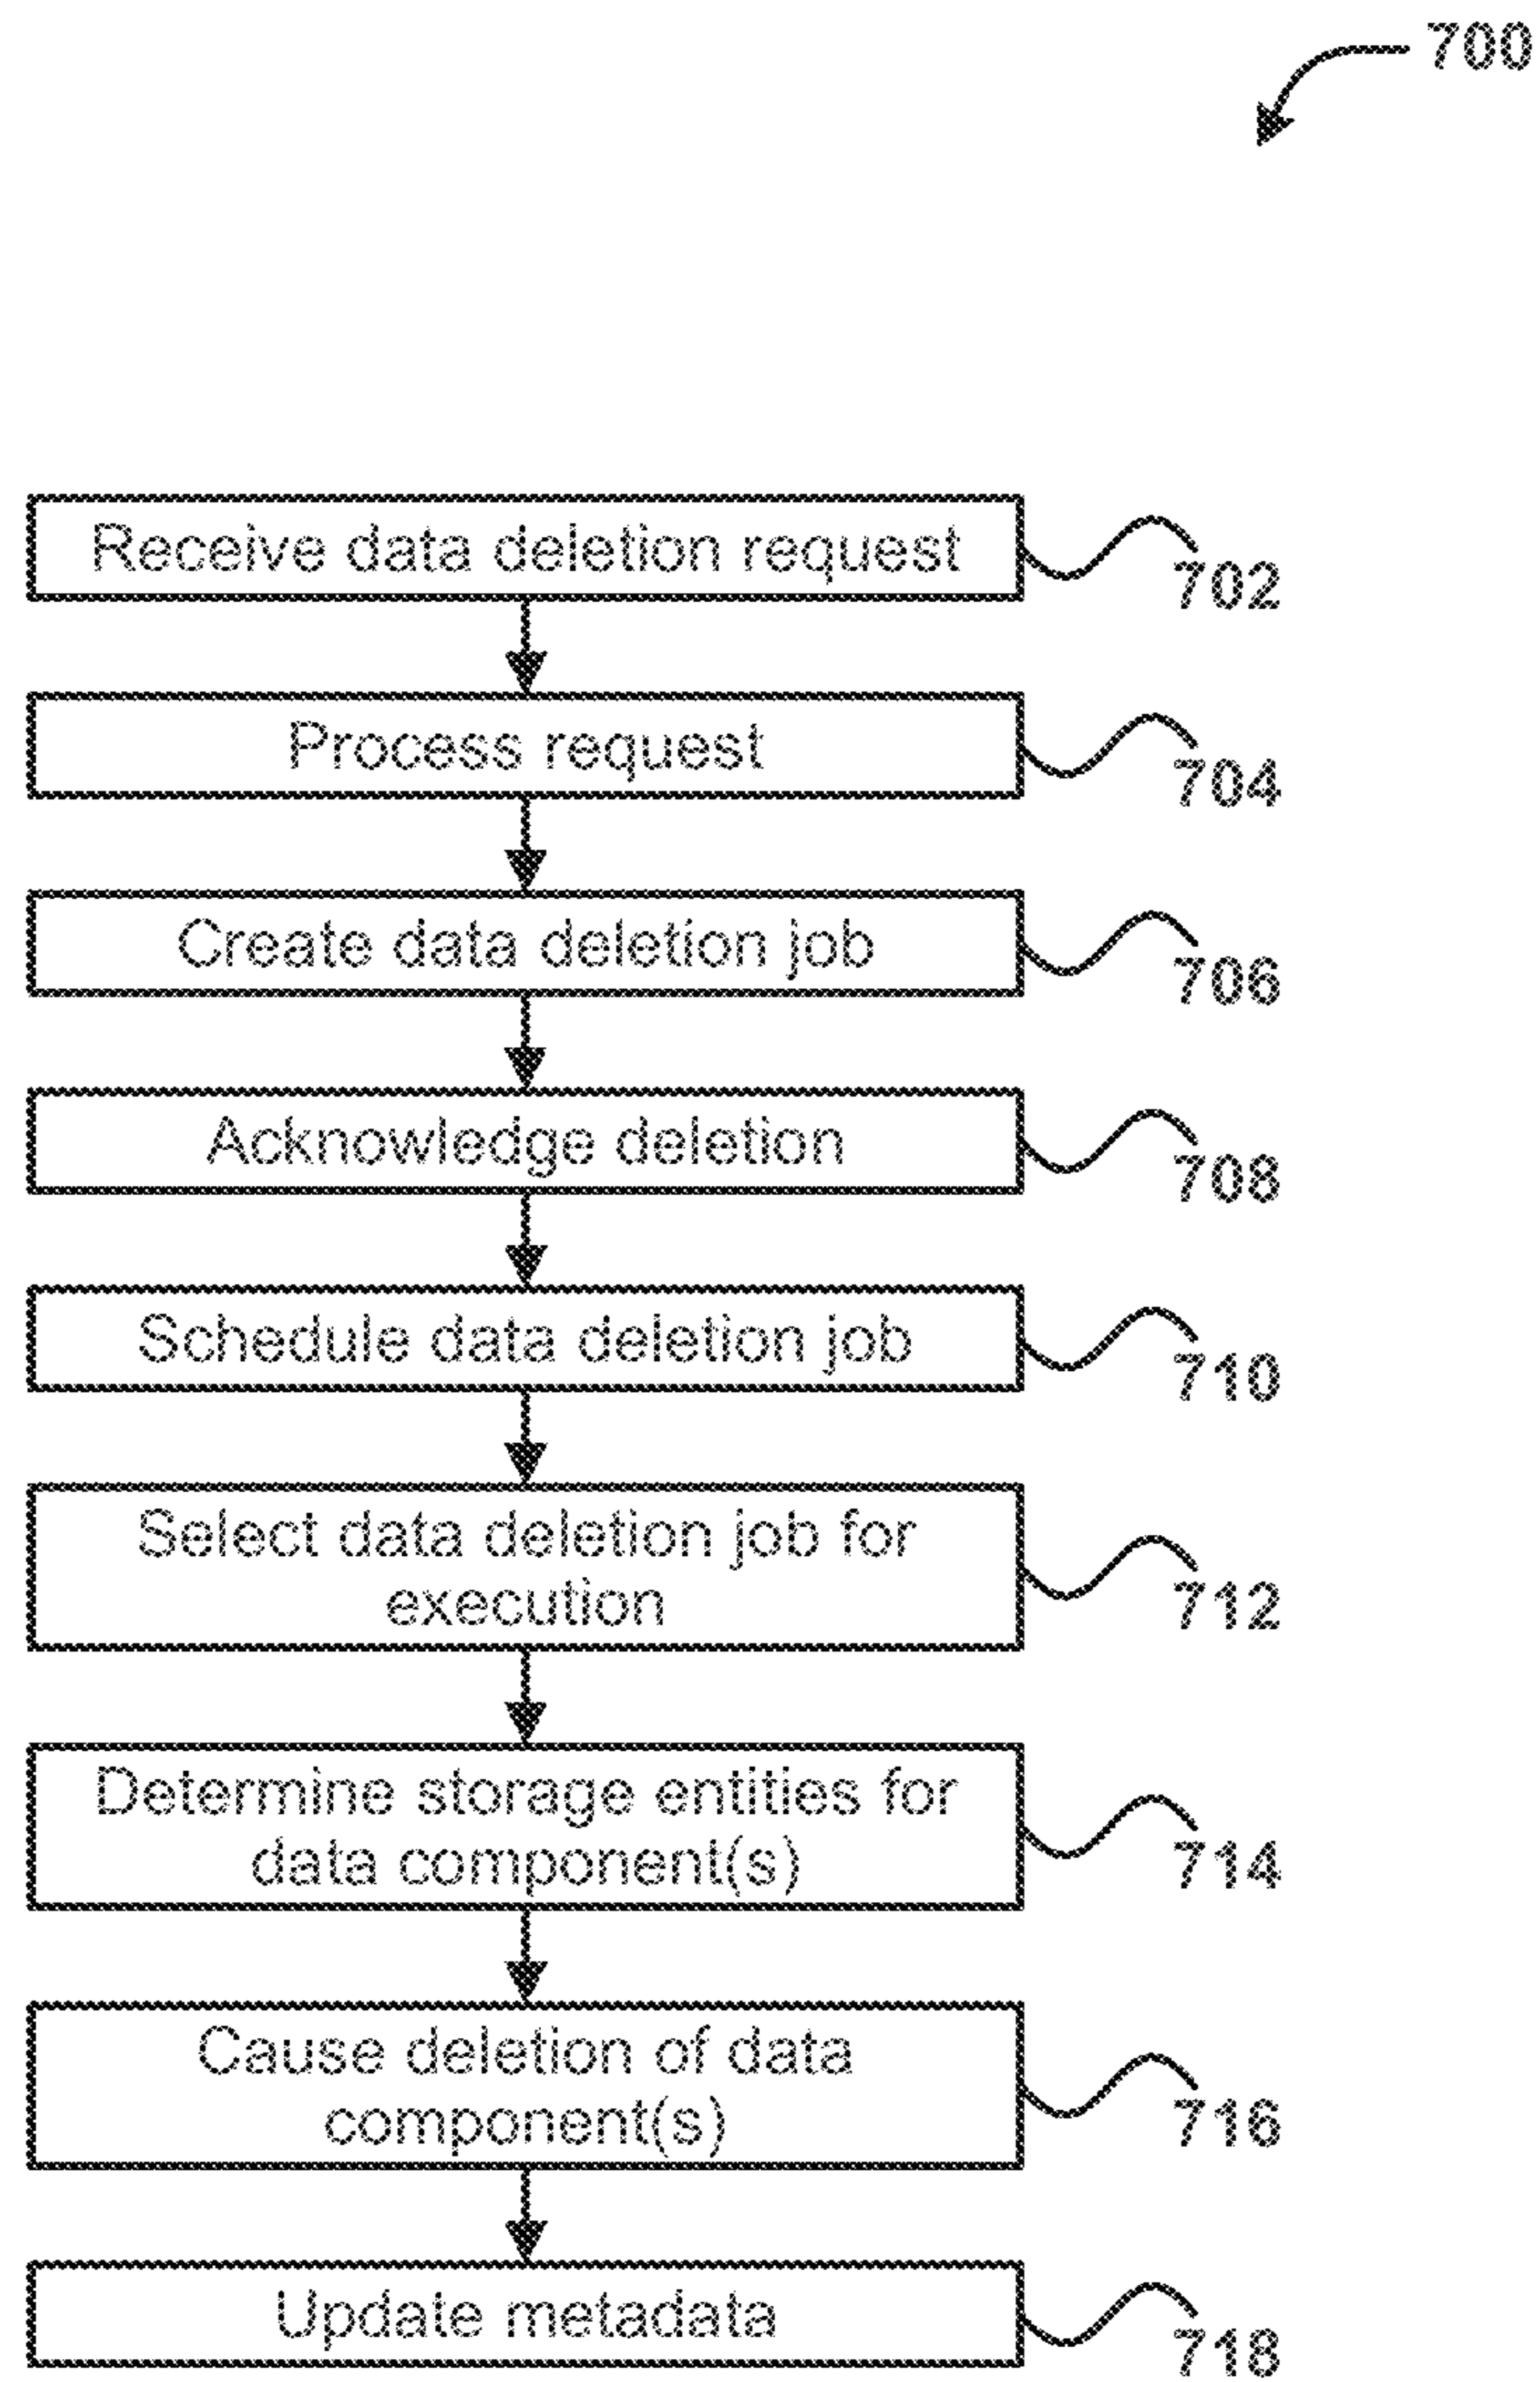 700
Receive data deletion request
702
Process request
704
Create data deletion job
706
Acknowledge deletion
708
Schedule data deletion job
710
Select data deletion job for
execution
712
Determine storage entities for
data component(s)
714
Cause deletion of data
component(s)
716
Update metadata
718